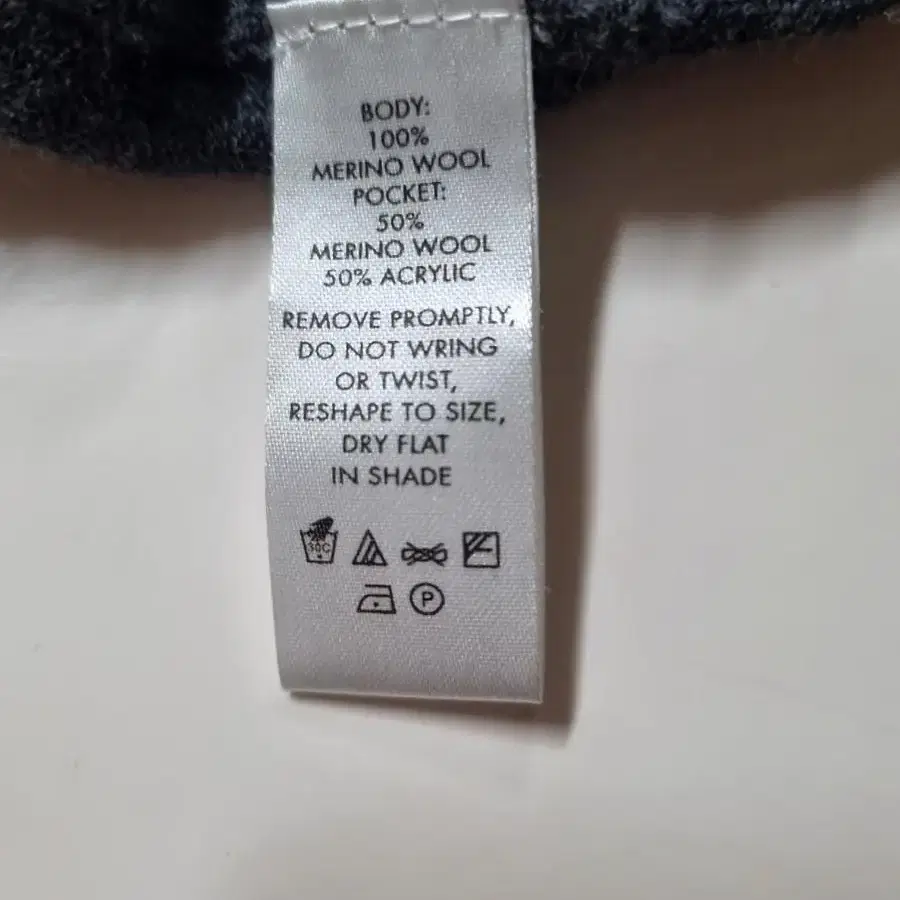 BODY:
100%
MERINO WOOL
POCKET:
50%
MERINO WOOL
50% ACRYLIC
REMOVE PROMPTLY,
DO NOT WRING
OR TWIST,
RESHAPE TO SIZE,
DRY FLAT
IN SHADE
30C
P